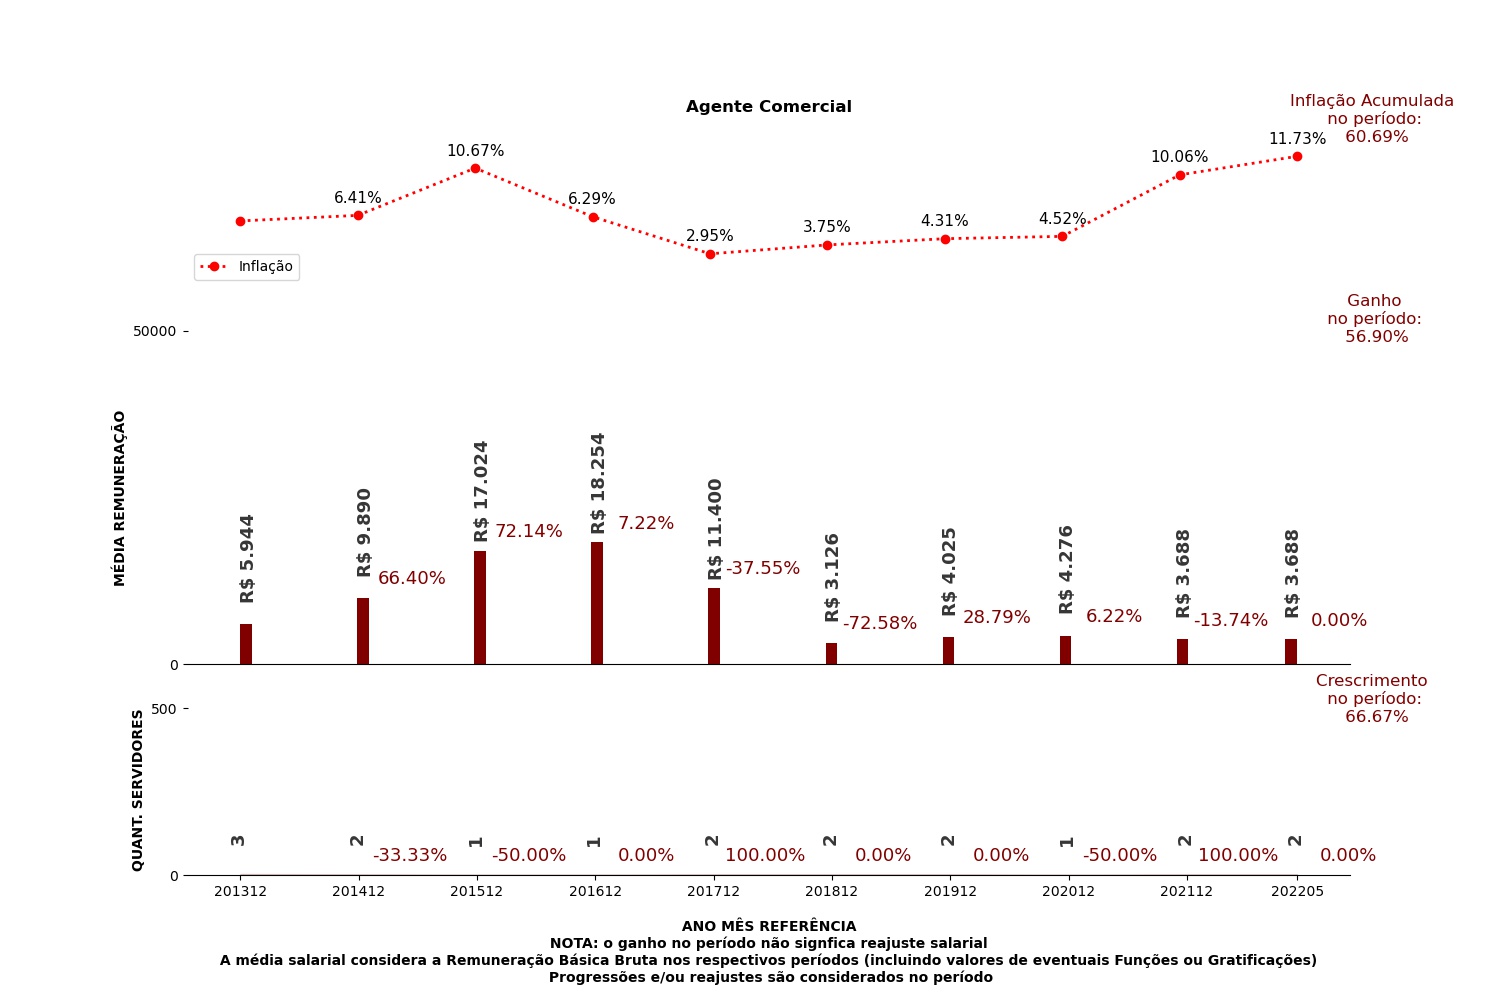 Agente Comercial
Inflação Acumulada
no período:
60.69%
6.41%
10.67%
6.29%
2.95%
3.75%
4.31%
4.52%
10.06%
11.73%
Inflação
Ganho
no período:
56.90%
50000
0
MÉDIA REMUNERAÇÃO
R$ 5.944
R$ 9.890
R$ 17.024
R$ 18.254
R$ 11.400
R$ 3.126
R$ 4.025
R$ 4.276
R$ 3.688
R$ 3.688
66.40%
72.14%
7.22%
-37.55%
-72.58%
28.79%
6.22%
-13.74%
0.00%
Crescrimento
no período:
66.67%
500
0
QUANT. SERVIDORES
3
2
1
1
2
2
2
1
2
2
-33.33%
-50.00%
0.00%
100.00%
0.00%
0.00%
-50.00%
100.00%
0.00%
201312
201412
201512
201612
201712
201812
201912
202012
202112
202205
ANO MÊS REFERÊNCIA
NOTA: o ganho no período não signfica reajuste salarial
A média salarial considera a Remuneração Básica Bruta nos respectivos períodos (incluindo valores de eventuais Funções ou Gratificações)
Progressões e/ou reajustes são considerados no período